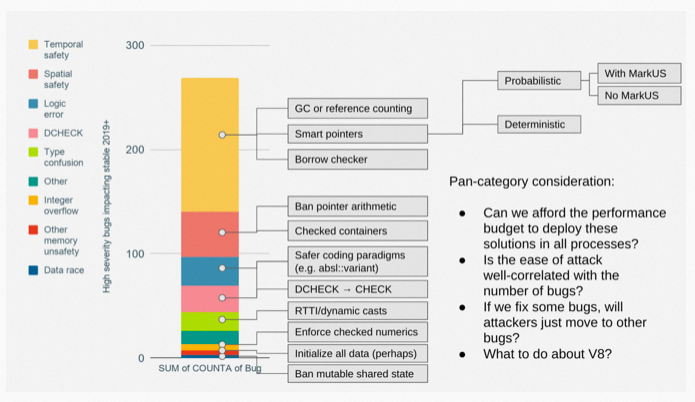 Temporal
safety
Spatial
safety
Logic
error
DCHECK
Type
confusion
Other
Integer
overflow
Other
memory
unsafety
Data race
High severity bugs impacting stable 2019+
300
200
100
0
SUM of COUNTA of Bug
GC or reference counting
Smart pointers
Borrow checker
Ban pointer arithmetic
Checked containers
Safer coding paradigms
(e.g. absl::variant)
DCHECK → CHECK
RTTI/dynamic casts
Enforce checked numerics
Initialize all data (perhaps)
Ban mutable shared state
Probabilistic
Deterministic
With MarkUS
No MarkUS
Pan-category consideration:
● Can we afford the performance
budget to deploy these
solutions in all processes?
● Is the ease of attack
well-correlated with the
number of bugs?
● If we fix some bugs, will
attackers just move to other
bugs?
● What to do about V8?